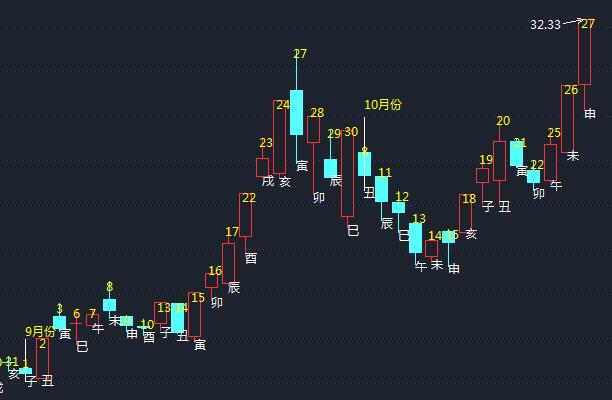 32.33
27
申
26
未
25
午
22
卯
21
寅
20
丑
19
子
18
亥
15
申
14
未
13
午
12
巳
11
辰
10月份
8
丑
30
巳
29
辰
28
卯
27
寅
24
亥
23
戌
22
酉
17
辰
16
卯
15
寅
14
丑
13
子
10
酉
9
申
8
未
7
午
6
巳
3
寅
9月份
2
丑
1
子
31
亥